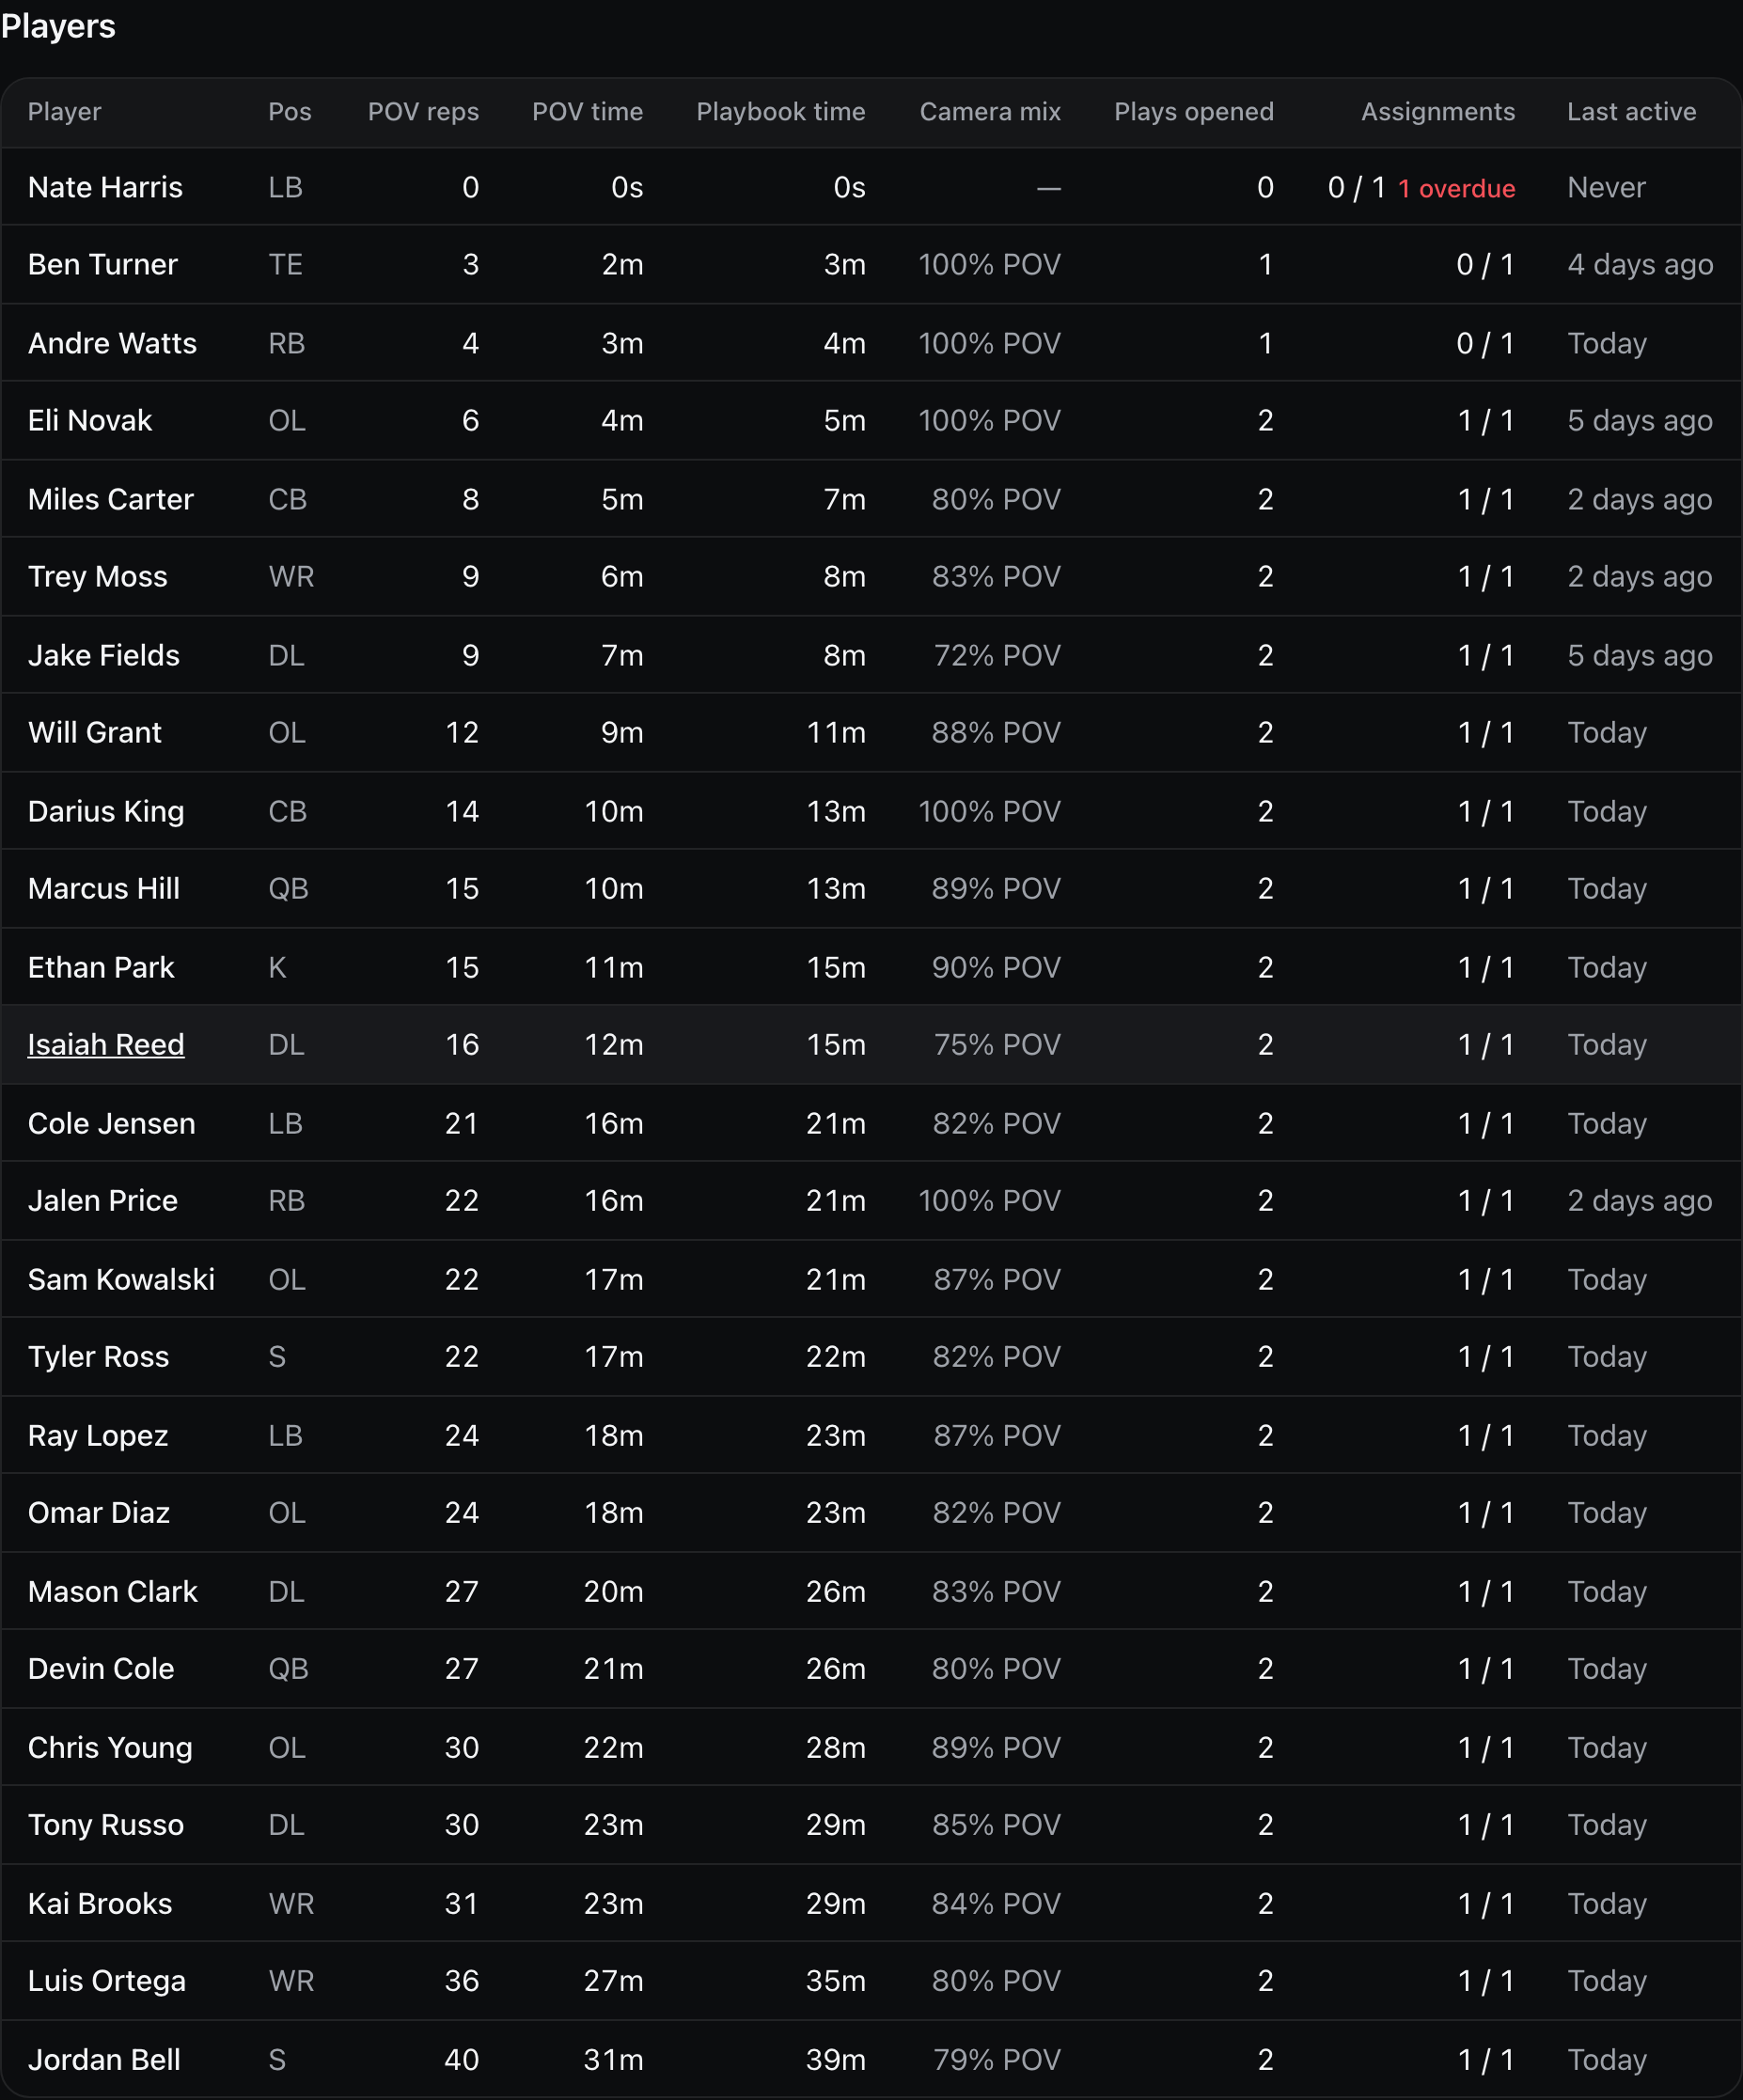 Players
Player Pos POV reps POV time Playbook time Camera mix Plays opened Assignments Last active
Nate Harris LB 0 0s 0s — 0 0 / 1 1 overdue Never
Ben Turner TE 3 2m 3m 100% POV 1 0 / 1 4 days ago
Andre Watts RB 4 3m 4m 100% POV 1 0 / 1 Today
Eli Novak OL 6 4m 5m 100% POV 2 1 / 1 5 days ago
Miles Carter CB 8 5m 7m 80% POV 2 1 / 1 2 days ago
Trey Moss WR 9 6m 8m 83% POV 2 1 / 1 2 days ago
Jake Fields DL 9 7m 8m 72% POV 2 1 / 1 5 days ago
Will Grant OL 12 9m 11m 88% POV 2 1 / 1 Today
Darius King CB 14 10m 13m 100% POV 2 1 / 1 Today
Marcus Hill QB 15 10m 13m 89% POV 2 1 / 1 Today
Ethan Park K 15 11m 15m 90% POV 2 1 / 1 Today
Isaiah Reed DL 16 12m 15m 75% POV 2 1 / 1 Today
Cole Jensen LB 21 16m 21m 82% POV 2 1 / 1 Today
Jalen Price RB 22 16m 21m 100% POV 2 1 / 1 2 days ago
Sam Kowalski OL 22 17m 21m 87% POV 2 1 / 1 Today
Tyler Ross S 22 17m 22m 82% POV 2 1 / 1 Today
Ray Lopez LB 24 18m 23m 87% POV 2 1 / 1 Today
Omar Diaz OL 24 18m 23m 82% POV 2 1 / 1 Today
Mason Clark DL 27 20m 26m 83% POV 2 1 / 1 Today
Devin Cole QB 27 21m 26m 80% POV 2 1 / 1 Today
Chris Young OL 30 22m 28m 89% POV 2 1 / 1 Today
Tony Russo DL 30 23m 29m 85% POV 2 1 / 1 Today
Kai Brooks WR 31 23m 29m 84% POV 2 1 / 1 Today
Luis Ortega WR 36 27m 35m 80% POV 2 1 / 1 Today
Jordan Bell S 40 31m 39m 79% POV 2 1 / 1 Today